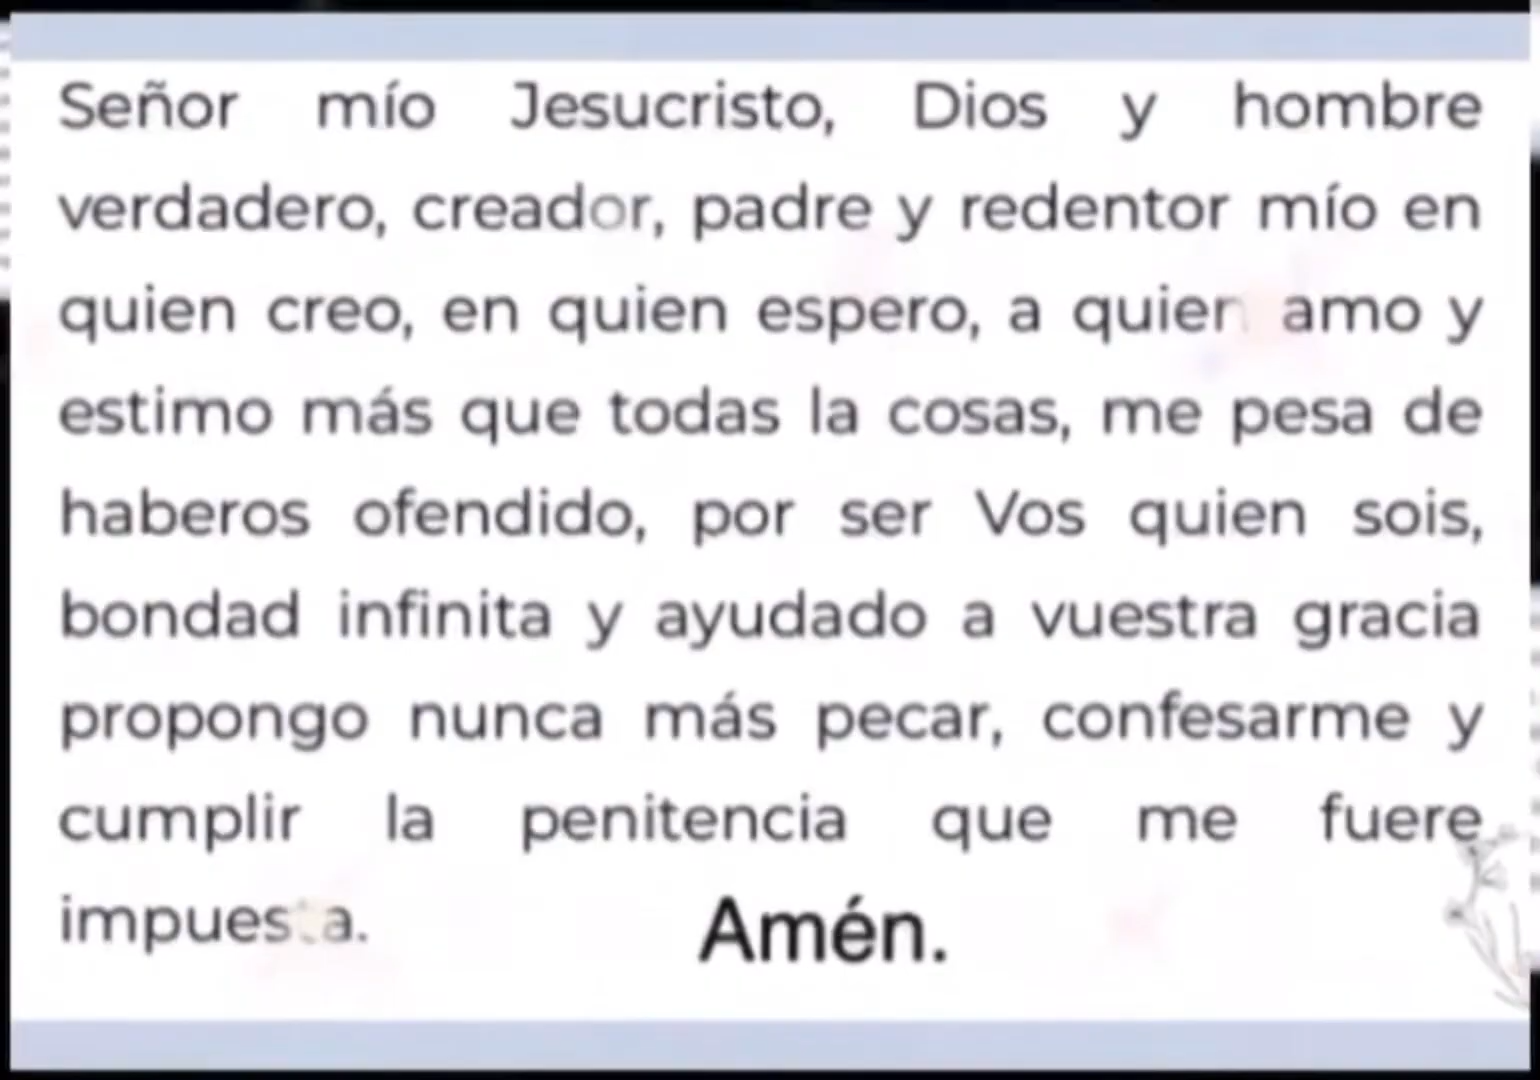 Señor mío Jesucristo, Dios y hombre
verdadero, creador, padre y redentor mío en
quien creo, en quien espero, a quien amo y
estimo más que todas la cosas, me pesa de
haberos ofendido, por ser Vos quien sois,
bondad infinita y ayudado a vuestra gracia
propongo nunca más pecar, confesarme y
cumplir la penitencia que me fuere
impuesta. Amén.